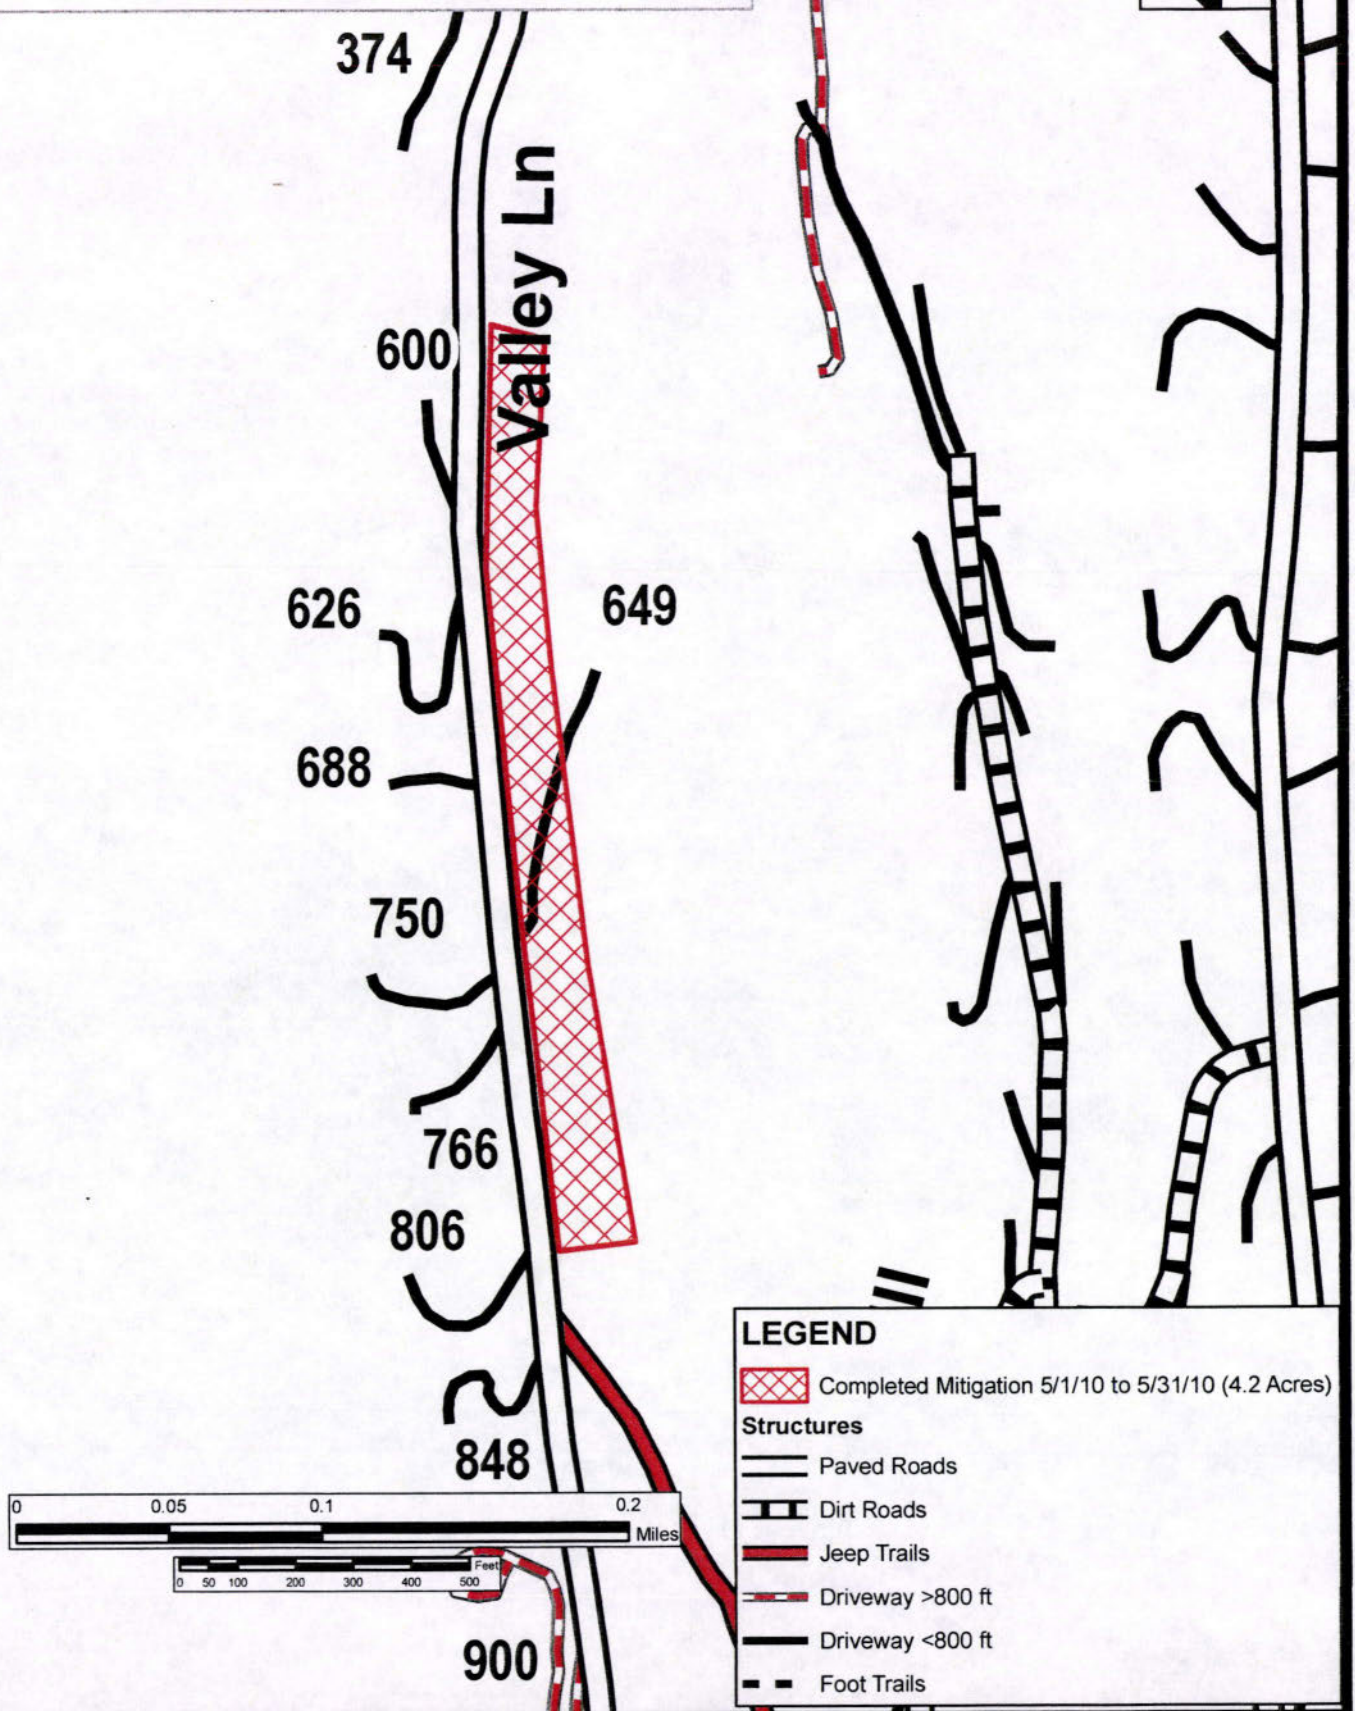 374
Valley Ln
600
626
649
688
750
766
806
848
0 0.05 0.1 0.2
Miles
Feet
0 50 100 200 300 400 500
900
LEGEND
Completed Mitigation 5/1/10 to 5/31/10 (4.2 Acres)
Structures
Paved Roads
Dirt Roads
Jeep Trails
Driveway >800 ft
Driveway <800 ft
Foot Trails